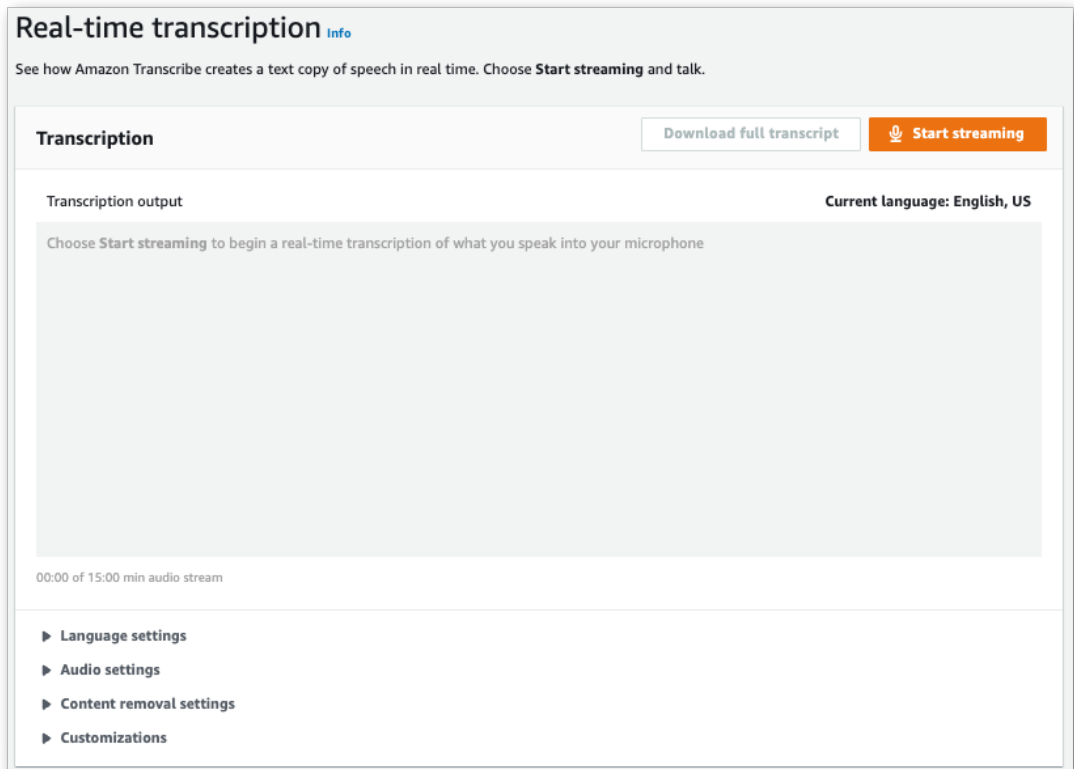 Real-time transcription Info
See how Amazon Transcribe creates a text copy of speech in real time. Choose Start streaming and talk.
Transcription
Download full transcript
Start streaming
Transcription output
Current language: English, US
Choose Start streaming to begin a real-time transcription of what you speak into your microphone
00:00 of 15:00 min audio stream
Language settings
Audio settings
Content removal settings
Customizations